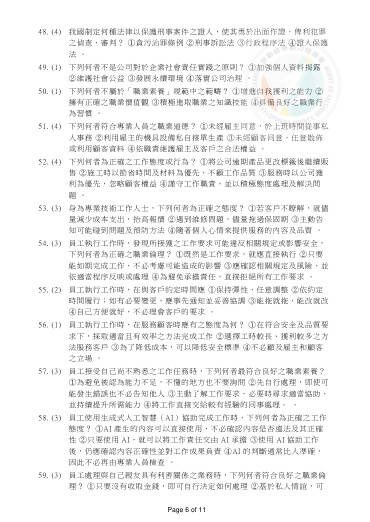 48. (4) 我國制定何種法律以保護刑事案件之證人，使其勇於出面作證，俾利犯罪
之偵查、審判？ ①貪污治罪條例 ②刑事訴訟法 ③行政程序法 ④證人保護
法 。
49. (1) 下列何者不是公司對於企業社會責任實踐之原則？ ①加強個人資料揭露
②維護社會公益 ③發展永續環境 ④落實公司治理 。
50. (1) 下列何者不屬於「職業素養」規範中之範疇？ ①增進自我獲利之能力 ②
擁有正確之職業價值觀 ③積極進取職業之知識技能 ④具備良好之職業行
為習慣 。
51. (4) 下列何者符合專業人員之職業道德？ ①未經雇主同意，於上班時間從事私
人事務 ②利用雇主的機具設備私自接單生產 ③未經顧客同意，任意散佈
或利用顧客資料 ④依職責維護雇主及客戶之合法權益 。
52. (4) 下列何者為正確之工作態度或行為？ ①將公司逾期產品更改標籤後繼續販
售 ②施工時以節省時間及材料為優先，不顧工作品質 ③服務時以公司獲
利為優先，忽略顧客權益 ④謹守工作職責，並以積極態度處理及解決問
題 。
53. (3) 身為專業技術工作人士，下列何者為正確之態度？ ①若客戶不瞭解，就儘
量減少成本支出，抬高報價 ②遇到維修問題，儘量拖過保固期 ③主動告
知可能碰到問題及預防方法 ④隨著個人心情來提供服務的內容及品質 。
54. (3) 員工執行工作時，發現所接獲之工作要求可能違反相關規定或影響安全，
下列何者為正確之職業倫理？ ①既然是工作要求，就應直接執行 ②只要
能如期完成工作，不必考慮可能造成的影響 ③應確認相關規定及風險，並
依適當程序反映或處理 ④為避免承擔責任，直接拒絕所有工作要求 。
55. (2) 員工執行工作時，在與客戶約定時間應 ①保持彈性，任意調整 ②依約定
時間履行；如有必要變更，應事先通知並妥善協調 ③能拖就拖，能改就改
④自己方便就好，不必理會客戶的要求 。
56. (1) 員工執行工作時，在服務顧客時應有之態度為何？ ①在符合安全及品質要
求下，採取適當且有效率之方法完成工作 ②選擇工時較長、獲利較多之方
法服務客戶 ③為了降低成本，可以降低安全標準 ④不必顧及雇主和顧客
之立場 。
57. (3) 員工接受自己尚不熟悉之工作任務時，下列何者最符合良好之職業素養？
①為避免被認為能力不足，不懂的地方也不要詢問 ②先自行處理，即使可
能發生錯誤也不必告知他人 ③主動了解工作要求，必要時尋求適當協助，
並持續提升所需能力 ④將工作直接交給較有經驗的同事處理 。
58. (3) 員工使用生成式人工智慧（AI）協助完成工作時，下列何者為正確之工作
態度？ ①AI 產生的內容可以直接使用，不必確認內容是否違法及其正確
性 ②只要使用 AI，就可以將工作責任交由 AI 承擔 ③使用 AI 協助工作
後，仍應確認內容正確性並對工作成果負責 ④AI 的判斷通常比人準確，
因此不必再由專業人員檢查 。
59. (3) 員工處理與自己親友具有利害關係之業務時，下列何者符合良好之職業倫
理？ ①只要沒有收取金錢，即可自行決定如何處理 ②基於私人情誼，可
Page 6 of 11